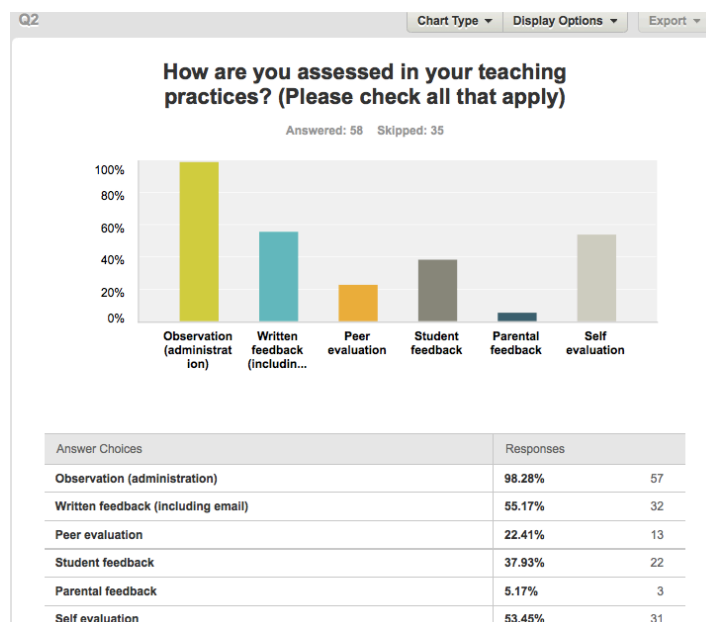 Q2
Chart Type
Display Options
Export
How are you assessed in your teaching
practices? (Please check all that apply)
Answered: 58 Skipped: 35
100%
80%
60%
40%
20%
0%
Observation
(administrat
ion)
Written
feedback
(includin...
Peer
evaluation
Student
feedback
Parental
feedback
Self
evaluation
Answer Choices Responses
Observation (administration) 98.28% 57
Written feedback (including email) 55.17% 32
Peer evaluation 22.41% 13
Student feedback 37.93% 22
Parental feedback 5.17% 3
Self evaluation 53.45% 31